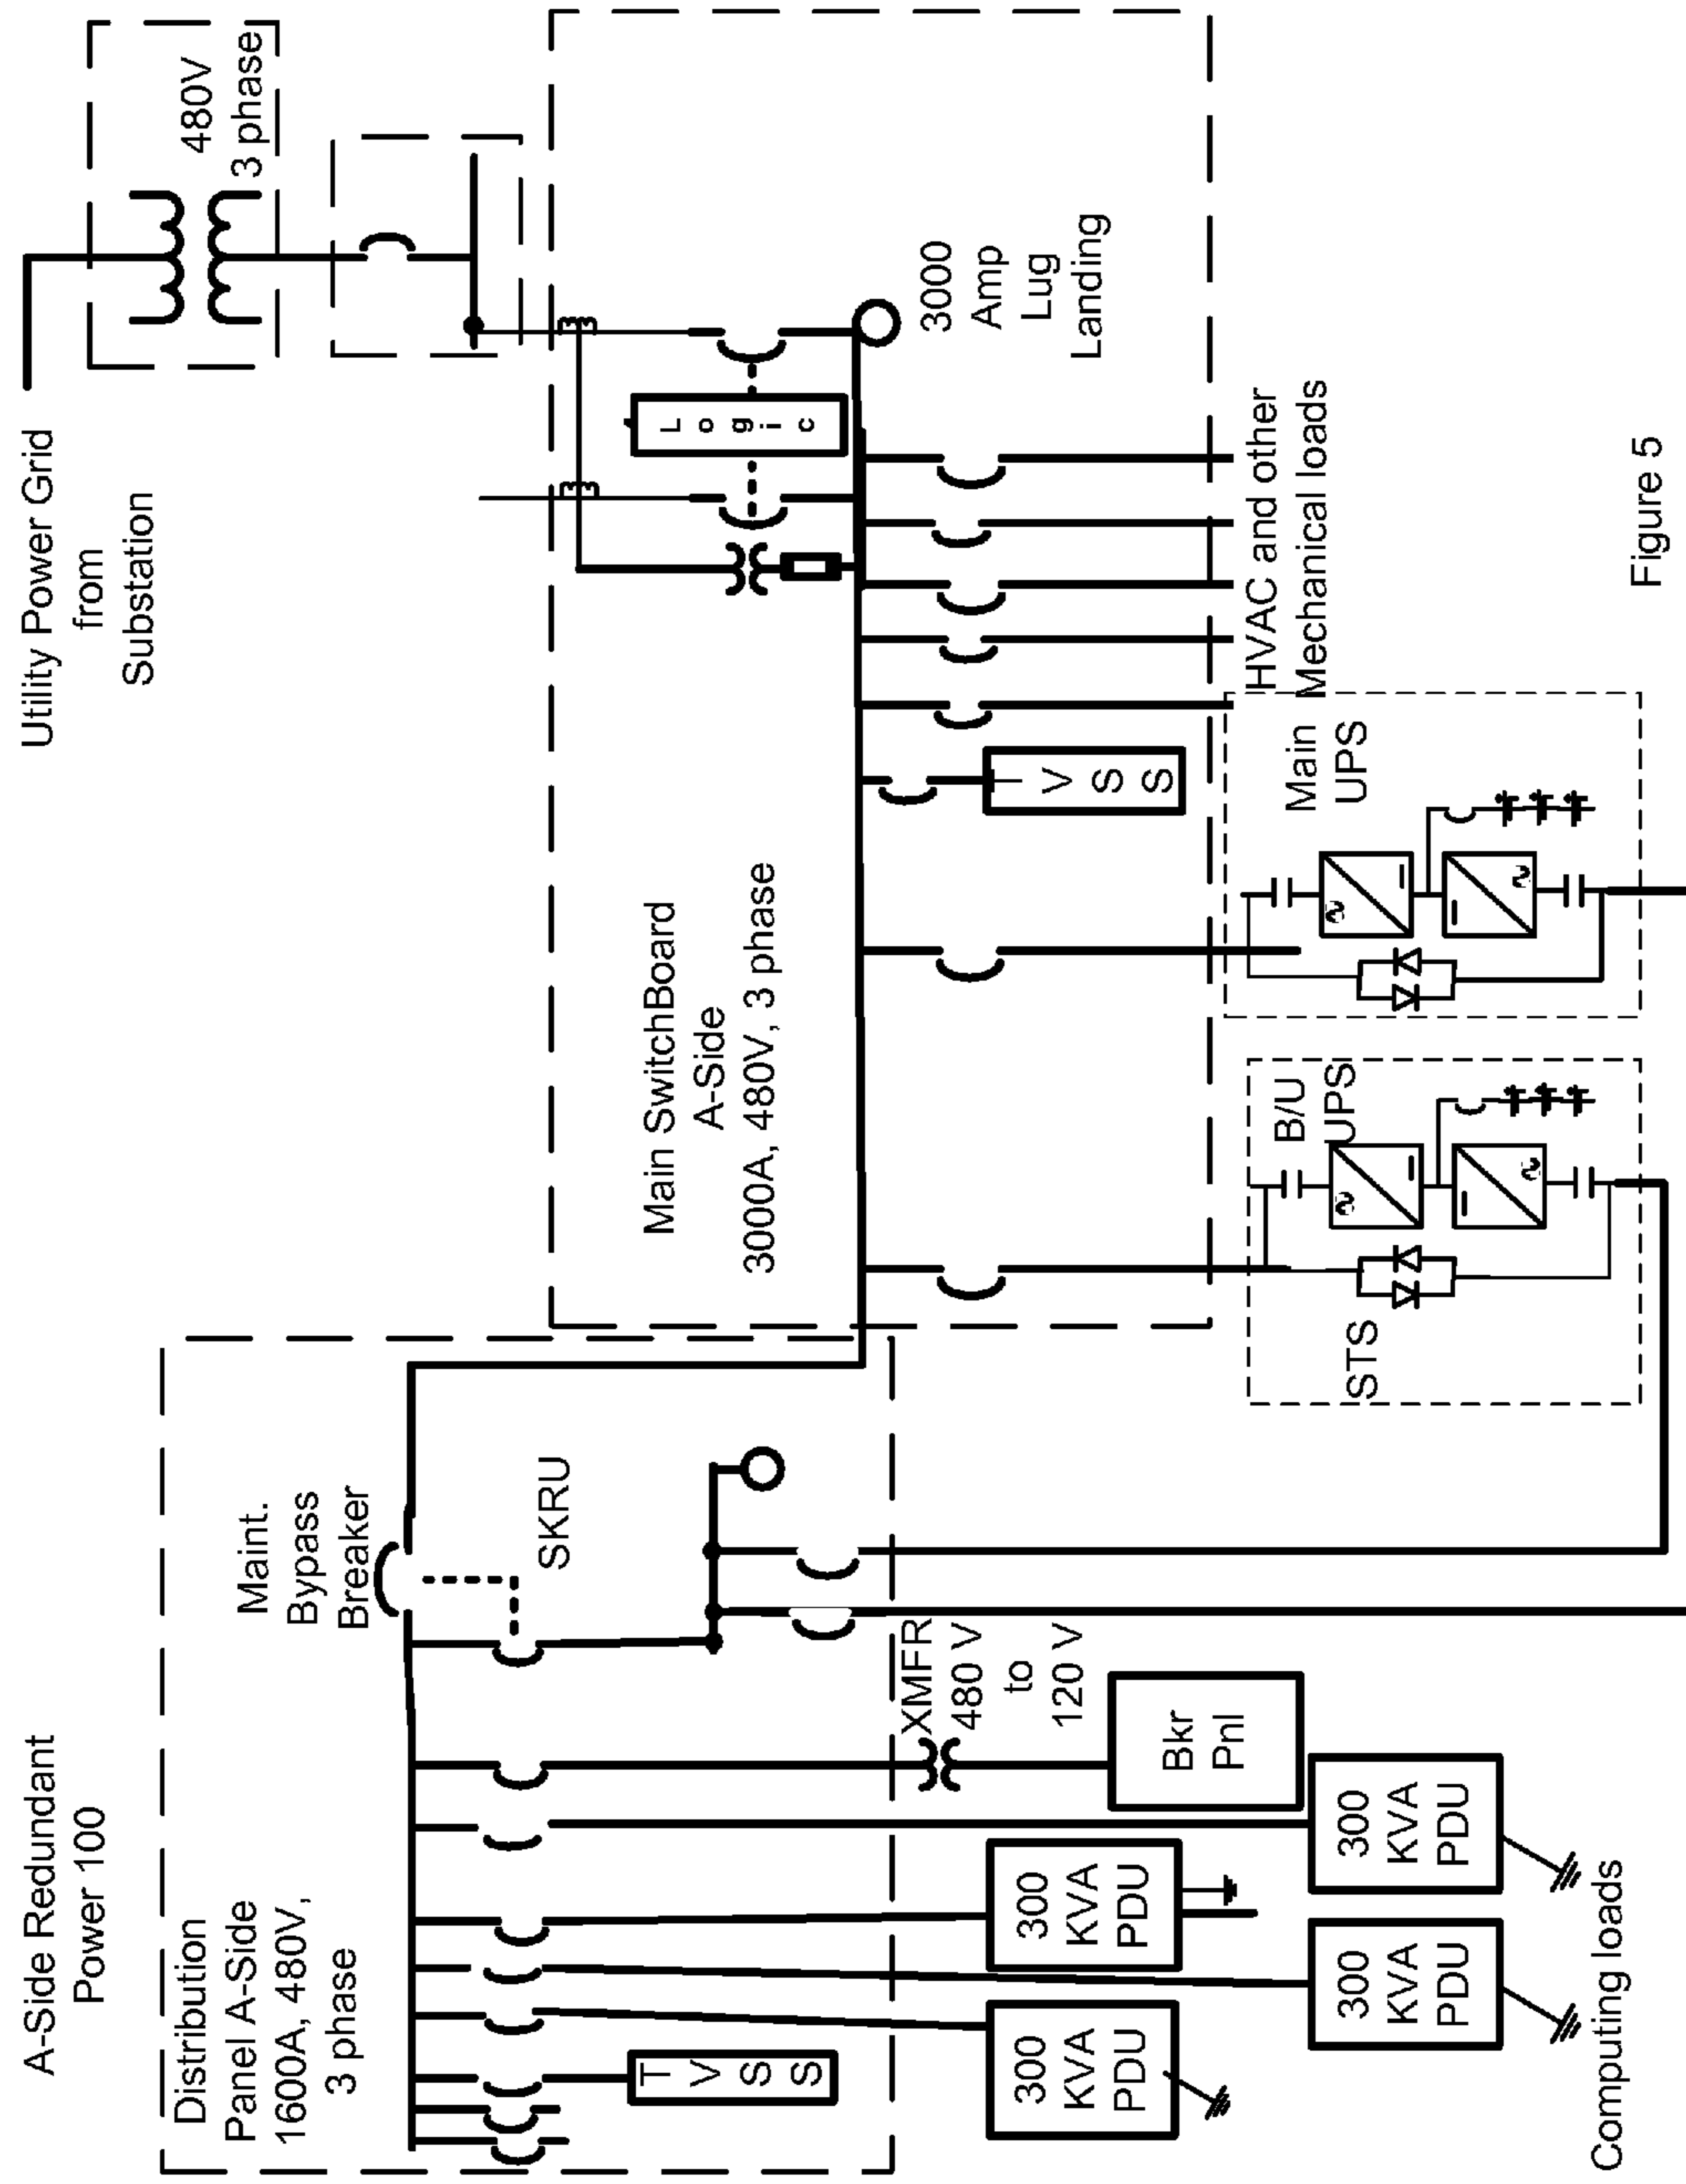 A-Side Redundant
Power 100
Utility Power Grid
from
Substation
480V
3 phase
Distribution
Panel A-Side
1600A, 480V,
3 phase
Maint.
Bypass
Breaker
SKRU
Main SwitchBoard
A-Side
3000A, 480V, 3 phase
L
o
g
i
c
3000
Amp
Lug
Landing
T
V
S
S
T
V
S
S
XMFR
480 V
to
120 V
Bkr
Pnl
HVAC and other
Mechanical loads
STS
B/U
UPS
Main
UPS
300
KVA
PDU
300
KVA
PDU
300
KVA
PDU
300
KVA
PDU
Computing loads
Figure 5